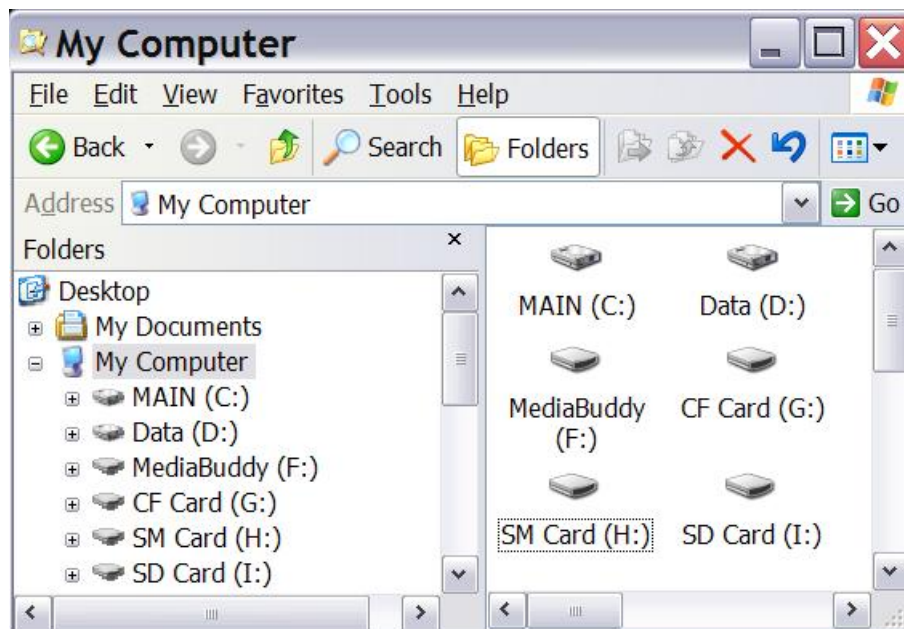 My Computer
File Edit View Favorites Tools Help
Back Search Folders
Address My Computer Go
Folders x
Desktop
My Documents
My Computer
MAIN (C:)
Data (D:)
MediaBuddy (F:)
CF Card (G:)
SM Card (H:)
SD Card (I:)
MAIN (C:) Data (D:)
MediaBuddy (F:) CF Card (G:)
SM Card (H:) SD Card (I:)